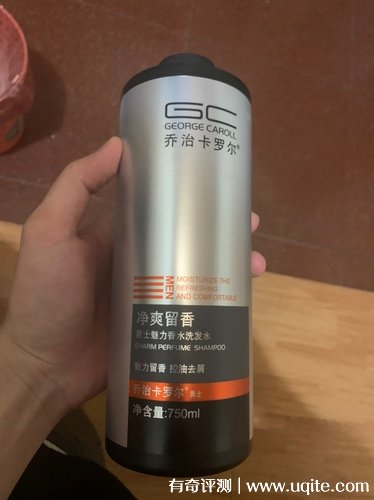 GC
GEORGE CAROLL
乔治卡罗尔®
MEN
MOISTURIZE THE
REFRESHING
AND COMFORTABLE
净爽留香
男士魅力香水洗发水
CHARM PERFUME SHAMPOO
魅力留香 控油去屑
乔治卡罗尔®男士
净含量:750ml
有奇评测 | www.uqite.com